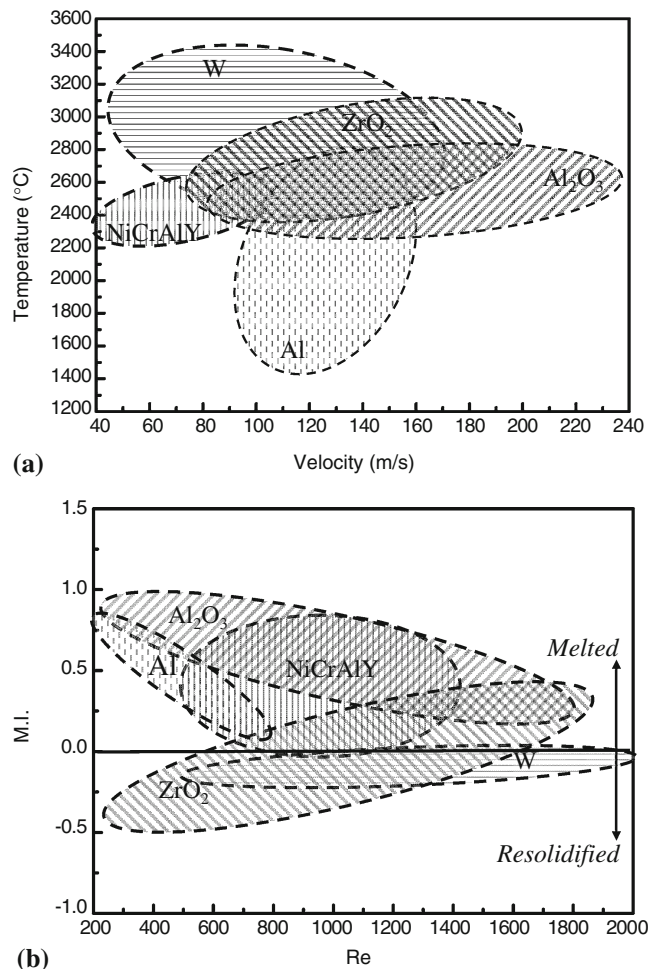 3600
3400
3200
3000
2800
2600
2400
2200
2000
1800
1600
1400
1200
Temperature (°C)
W
ZrO2
Al2O3
NiCrAlY
Al
40 60 80 100 120 140 160 180 200 220 240
(a)
Velocity (m/s)
1.5
1.0
0.5
0.0
-0.5
-1.0
M.I.
Al2O3
Al
NiCrAlY
Melted
W
ZrO2
Resolidified
200 400 600 800 1000 1200 1400 1600 1800 2000
(b)
Re